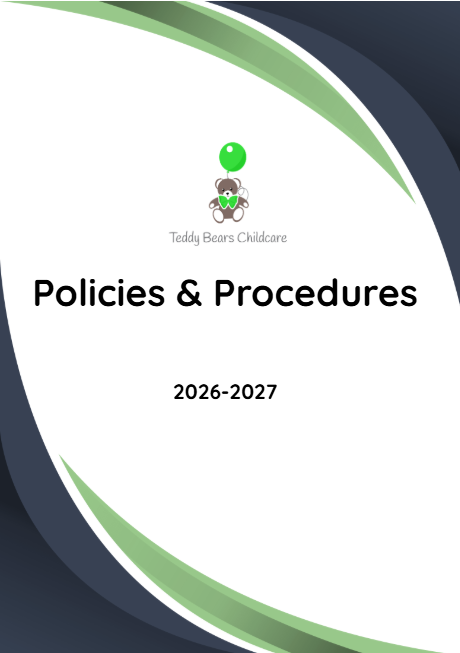 Teddy Bears Childcare
Policies & Procedures
2026-2027